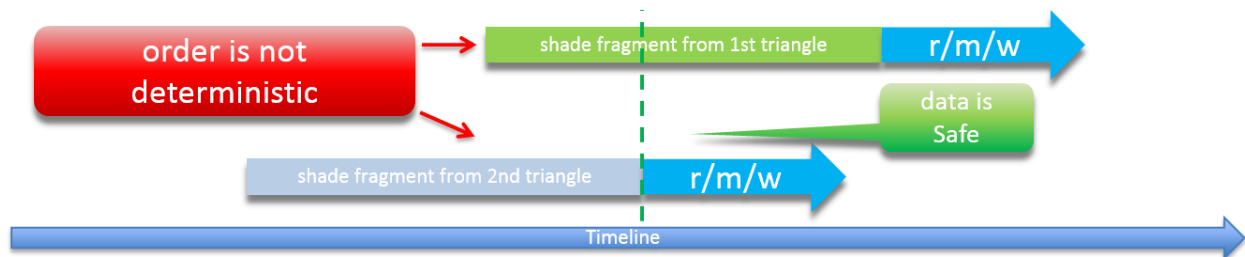 order is not
deterministic
shade fragment from 1st triangle
r/m/w
data is
Safe
shade fragment from 2nd triangle
r/m/w
Timeline